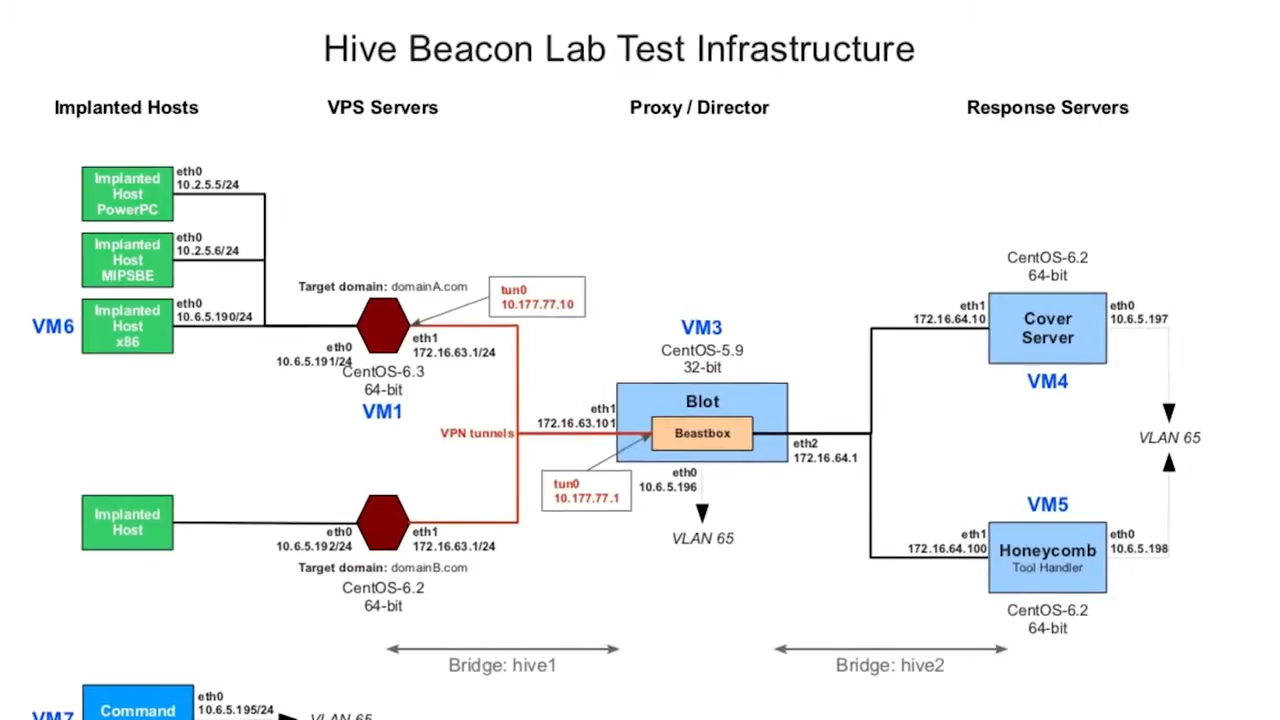 Hive Beacon Lab Test Infrastructure
Implanted Hosts
VPS Servers
Proxy / Director
Response Servers
Implanted
Host
PowerPC
eth0
10.2.5.5/24
Implanted
Host
MIPSBE
eth0
10.2.5.6/24
VM6
Implanted
Host
x86
eth0
10.6.5.190/24
Target domain: domainA.com
tun0
10.177.77.10
eth0
10.6.5.191/24
eth1
172.16.63.1/24
CentOS-6.3
64-bit
VM1
VPN tunnels
Implanted
Host
eth0
10.6.5.192/24
eth1
172.16.63.1/24
Target domain: domainB.com
CentOS-6.2
64-bit
VM3
CentOS-5.9
32-bit
Blot
Beastbox
eth1
172.16.63.101
tun0
10.177.77.1
eth0
10.6.5.196
VLAN 65
eth2
172.16.64.1
CentOS-6.2
64-bit
eth1
172.16.64.10
Cover
Server
eth0
10.6.5.197
VM4
VLAN 65
VM5
eth1
172.16.64.100
Honeycomb
Tool Handler
eth0
10.6.5.198
CentOS-6.2
64-bit
Bridge: hive1
Bridge: hive2
VM7
Command
eth0
10.6.5.195/24
VLAN 65